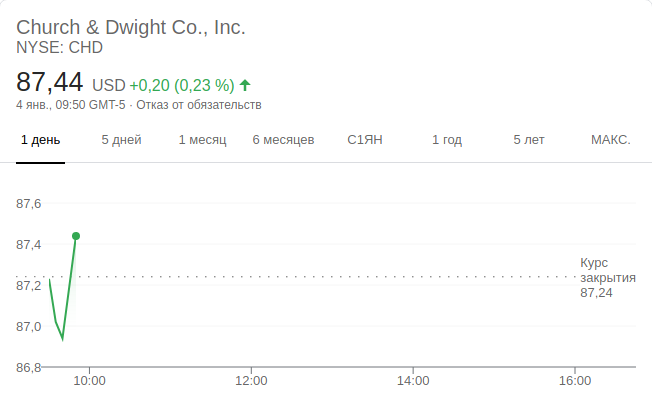 Church & Dwight Co., Inc.
NYSE: CHD
87,44 USD +0,20 (0,23 %)
4 янв., 09:50 GMT-5 · Отказ от обязательств
1 день 5 дней 1 месяц 6 месяцев С1ЯН 1 год 5 лет МАКС.
87,6
87,4
87,2
87,0
86,8
Курс
закрытия
87,24
10:00 12:00 14:00 16:00